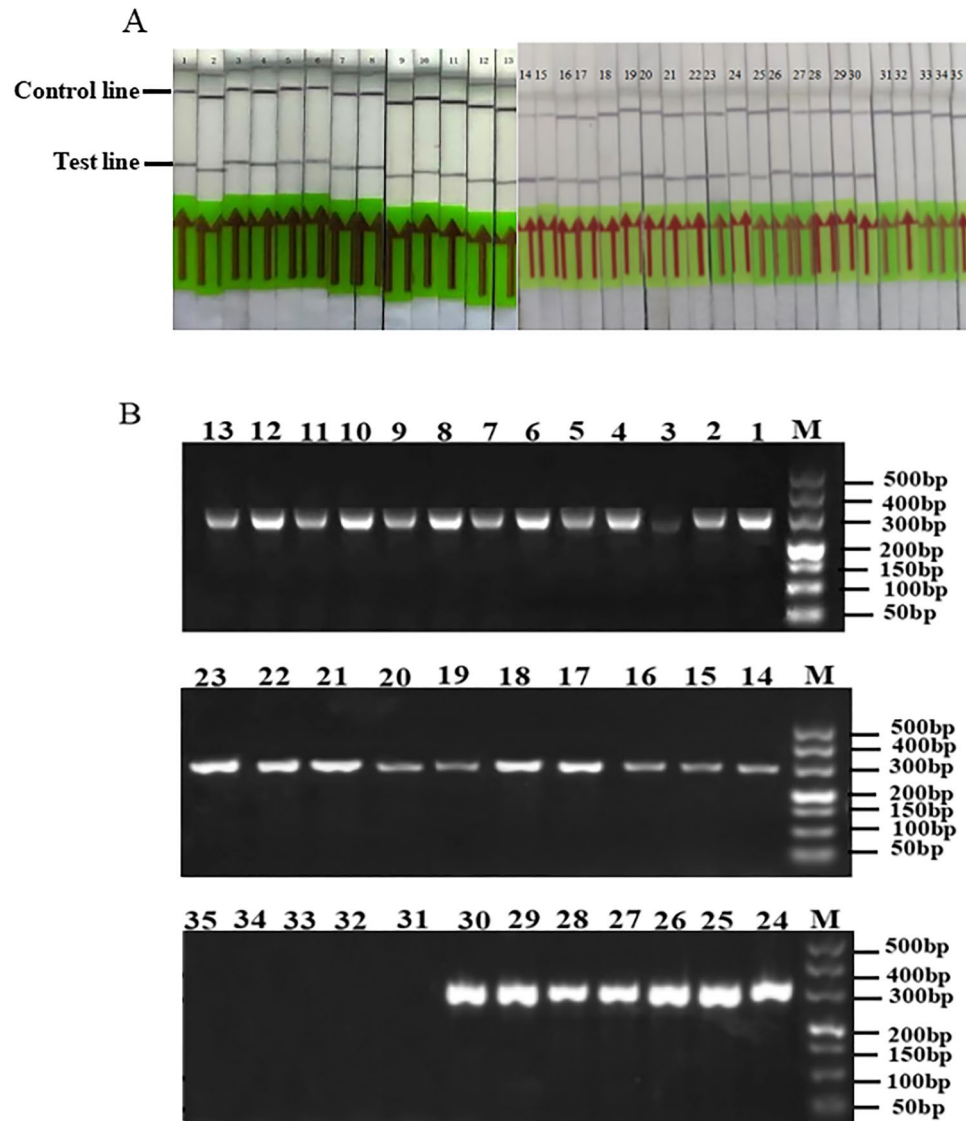 A
1 2 3 4 5 6 7 8 9 10 11 12 13
14 15 16 17 18 19 20 21 22 23 24 25 26 27 28 29 30 31 32 33 34 35
Control line
Test line
B
13 12 11 10 9 8 7 6 5 4 3 2 1 M
500bp
400bp
300bp
200bp
150bp
100bp
50bp
23 22 21 20 19 18 17 16 15 14 M
500bp
400bp
300bp
200bp
150bp
100bp
50bp
35 34 33 32 31 30 29 28 27 26 25 24 M
500bp
400bp
300bp
200bp
150bp
100bp
50bp